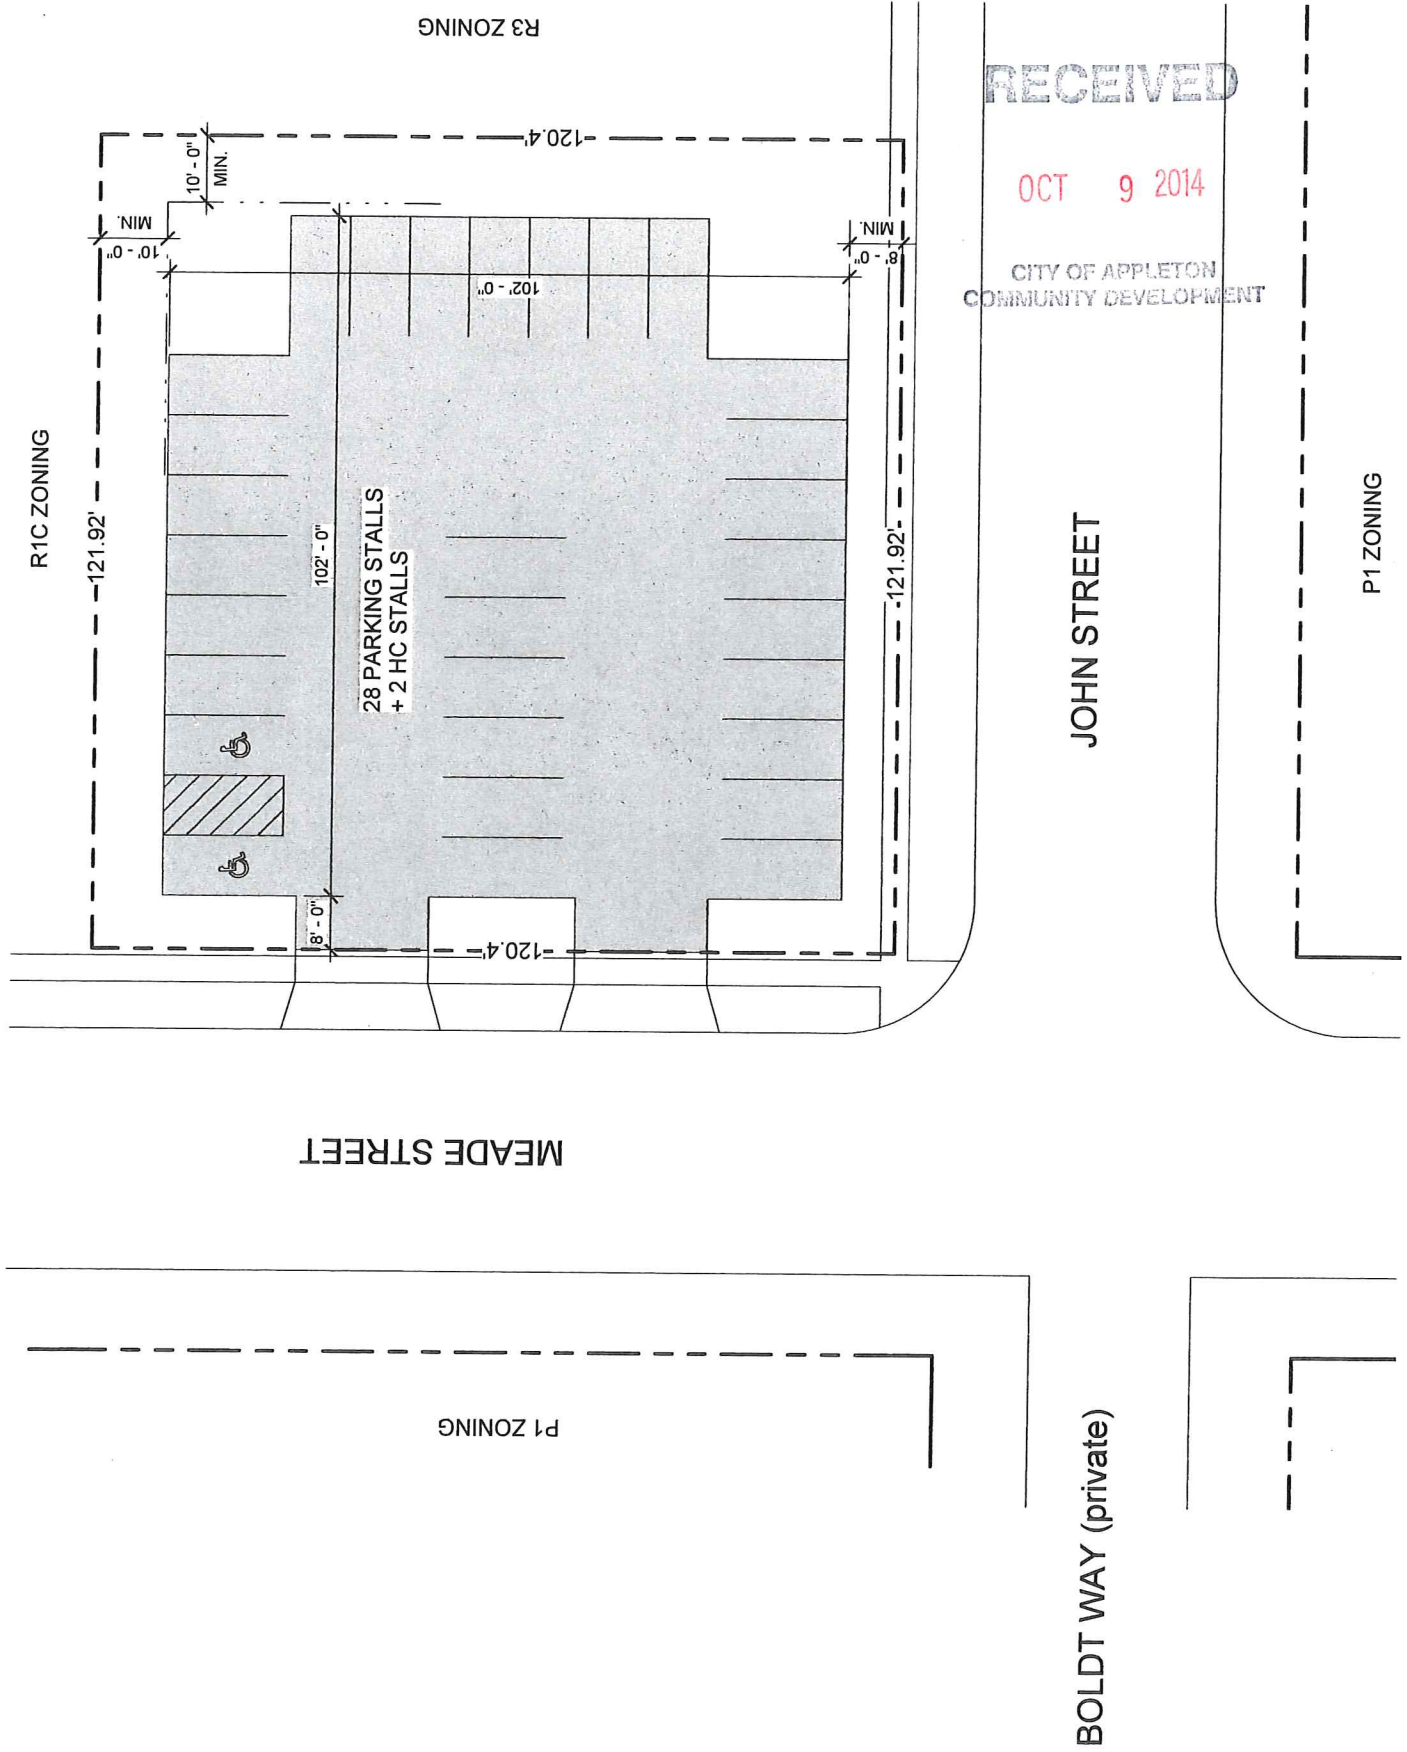 R3 ZONING
RECEIVED
OCT 9 2014
CITY OF APPLETON
COMMUNITY DEVELOPMENT
120.4'
10' - 0"
MIN.
MIN.
10' - 0"
MIN.
8' - 0"
102' - 0"
R1C ZONING
121.92'
102' - 0"
28 PARKING STALLS
+ 2 HC STALLS
121.92'
JOHN STREET
P1 ZONING
8' - 0"
120.4'
MEADE STREET
P1 ZONING
BOLDT WAY (private)